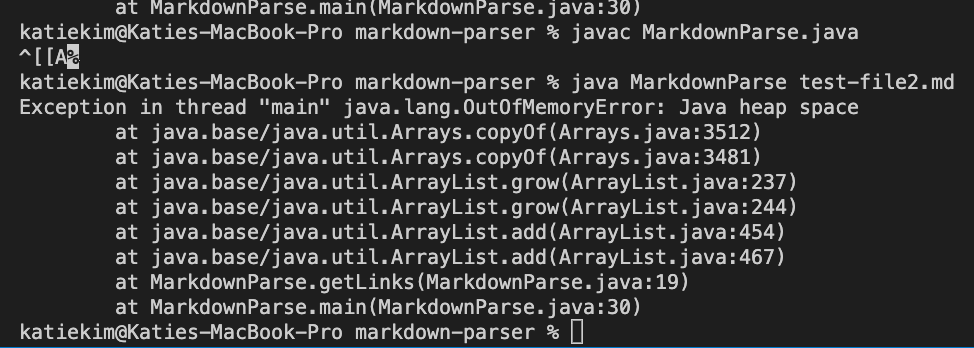 at MarkdownParse.main(MarkdownParse.java:30)
katiekim@Katies-MacBook-Pro markdown-parser % javac MarkdownParse.java
^[[A%
katiekim@Katies-MacBook-Pro markdown-parser % java MarkdownParse test-file2.md
Exception in thread "main" java.lang.OutOfMemoryError: Java heap space
at java.base/java.util.Arrays.copyOf(Arrays.java:3512)
at java.base/java.util.Arrays.copyOf(Arrays.java:3481)
at java.base/java.util.ArrayList.grow(ArrayList.java:237)
at java.base/java.util.ArrayList.grow(ArrayList.java:244)
at java.base/java.util.ArrayList.add(ArrayList.java:454)
at java.base/java.util.ArrayList.add(ArrayList.java:467)
at MarkdownParse.getLinks(MarkdownParse.java:19)
at MarkdownParse.main(MarkdownParse.java:30)
katiekim@Katies-MacBook-Pro markdown-parser %